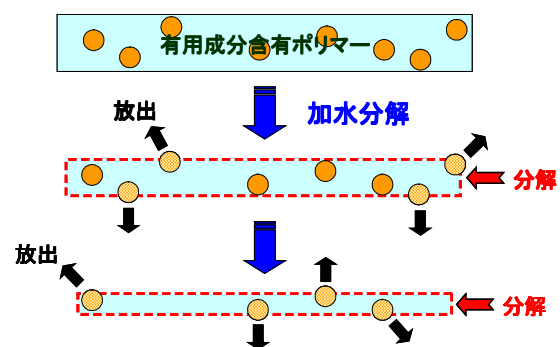 有用成分含有ポリマー
放出
加水分解
分解
放出
分解